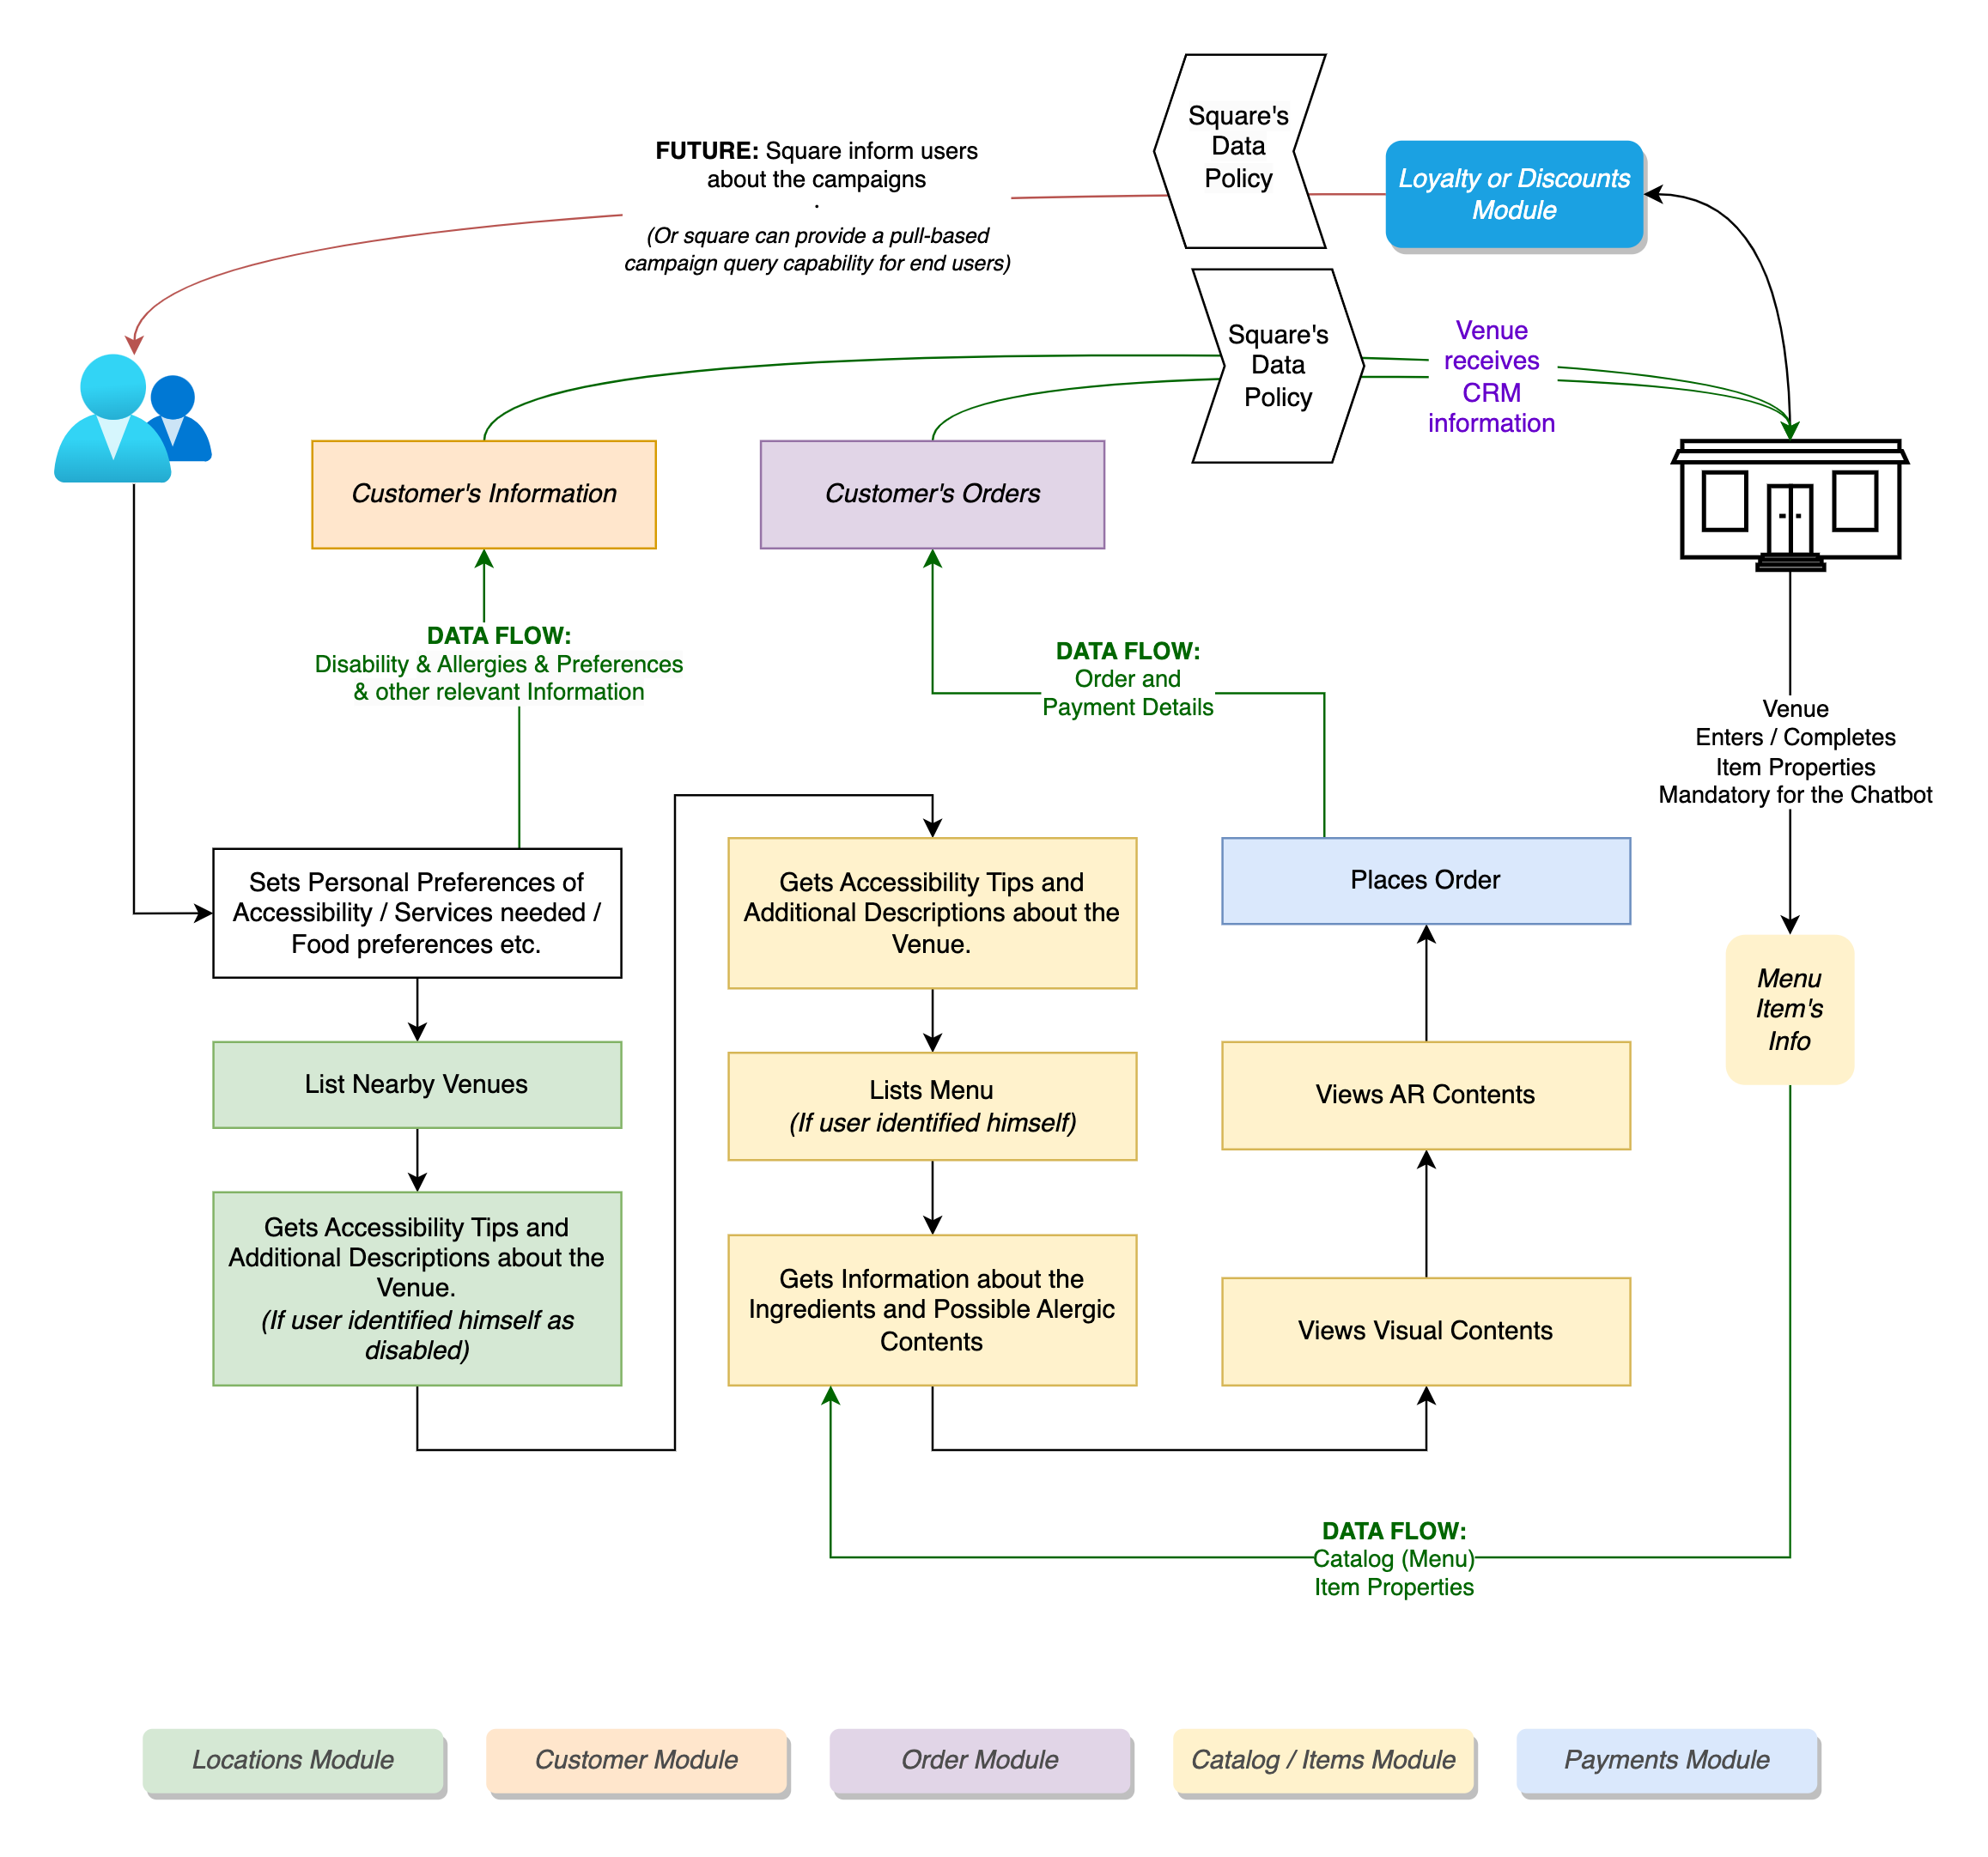 Square's
Data
Policy
FUTURE: Square inform users
about the campaigns
.
(Or square can provide a pull-based
campaign query capability for end users)
Loyalty or Discounts
Module
Square's
Data
Policy
Venue
receives
CRM
information
Customer's Information
Customer's Orders
DATA FLOW:
Disability & Allergies & Preferences
& other relevant Information
DATA FLOW:
Order and
Payment Details
Venue
Enters / Completes
Item Properties
Mandatory for the Chatbot
Sets Personal Preferences of
Accessibility / Services needed /
Food preferences etc.
Gets Accessibility Tips and
Additional Descriptions about the
Venue.
Places Order
Menu
Item's
Info
List Nearby Venues
Lists Menu
(If user identified himself)
Views AR Contents
Gets Accessibility Tips and
Additional Descriptions about the
Venue.
(If user identified himself as
disabled)
Gets Information about the
Ingredients and Possible Alergic
Contents
Views Visual Contents
DATA FLOW:
Catalog (Menu)
Item Properties
Locations Module
Customer Module
Order Module
Catalog / Items Module
Payments Module